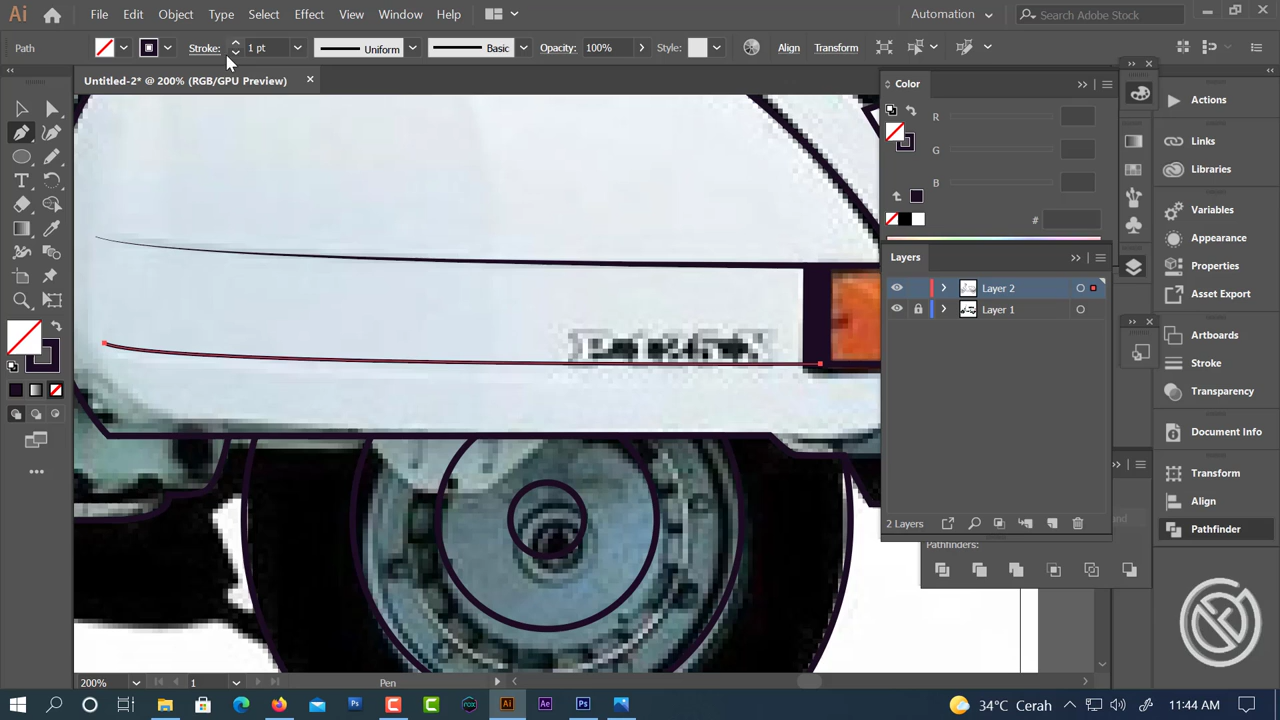 Ai File Edit Object Type Select Effect View Window Help Automation Search Adobe Stock
Path Stroke: 1 pt Uniform Basic Opacity: 100% Style: Align Transform
Untitled-2* @ 200% (RGB/GPU Preview)
Color
R
G
B
#
Layers
Layer 2
Layer 1
2 Layers
Pathfinders:
Actions
Links
Libraries
Variables
Appearance
Properties
Asset Export
Artboards
Stroke
Transparency
Document Info
Transform
Align
Pathfinder
200% 1 Pen
34°C Cerah 11:44 AM